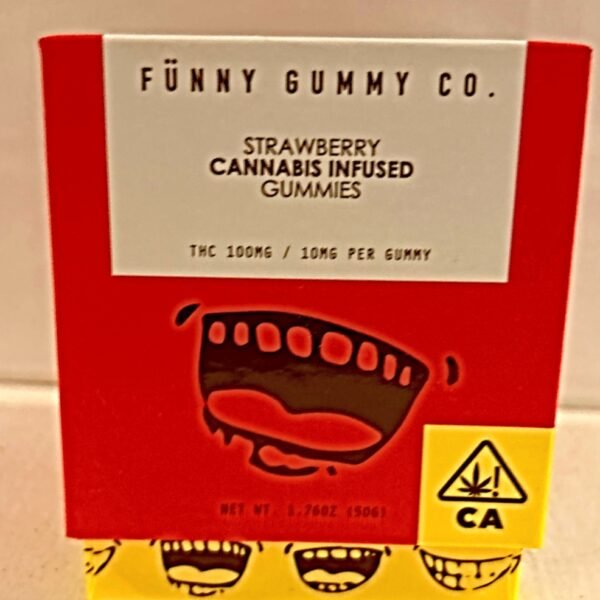 FÜNNY GUMMY CO.
STRAWBERRY
CANNABIS INFUSED
GUMMIES
THC 100MG / 10MG PER GUMMY
NET WT. 1.76OZ (50G)
CA